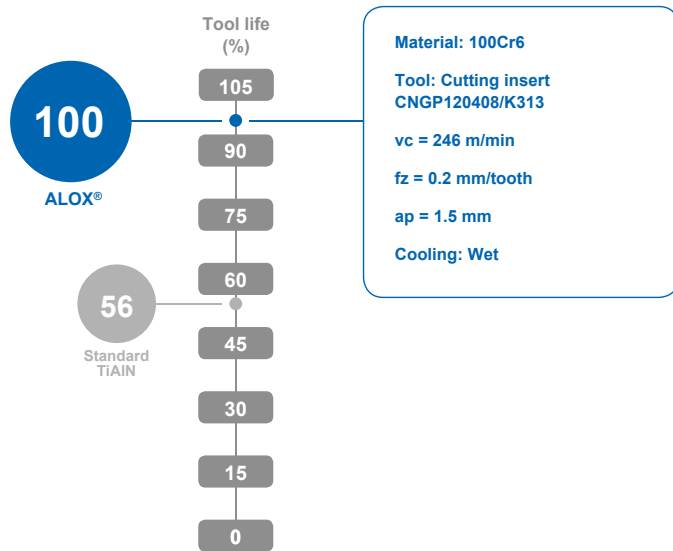 Tool life
(%)
105
100
ALOX®
90
75
60
56
Standard
TiAlN
45
30
15
0
Material: 100Cr6
Tool: Cutting insert
CNGP120408/K313
vc = 246 m/min
fz = 0.2 mm/tooth
ap = 1.5 mm
Cooling: Wet